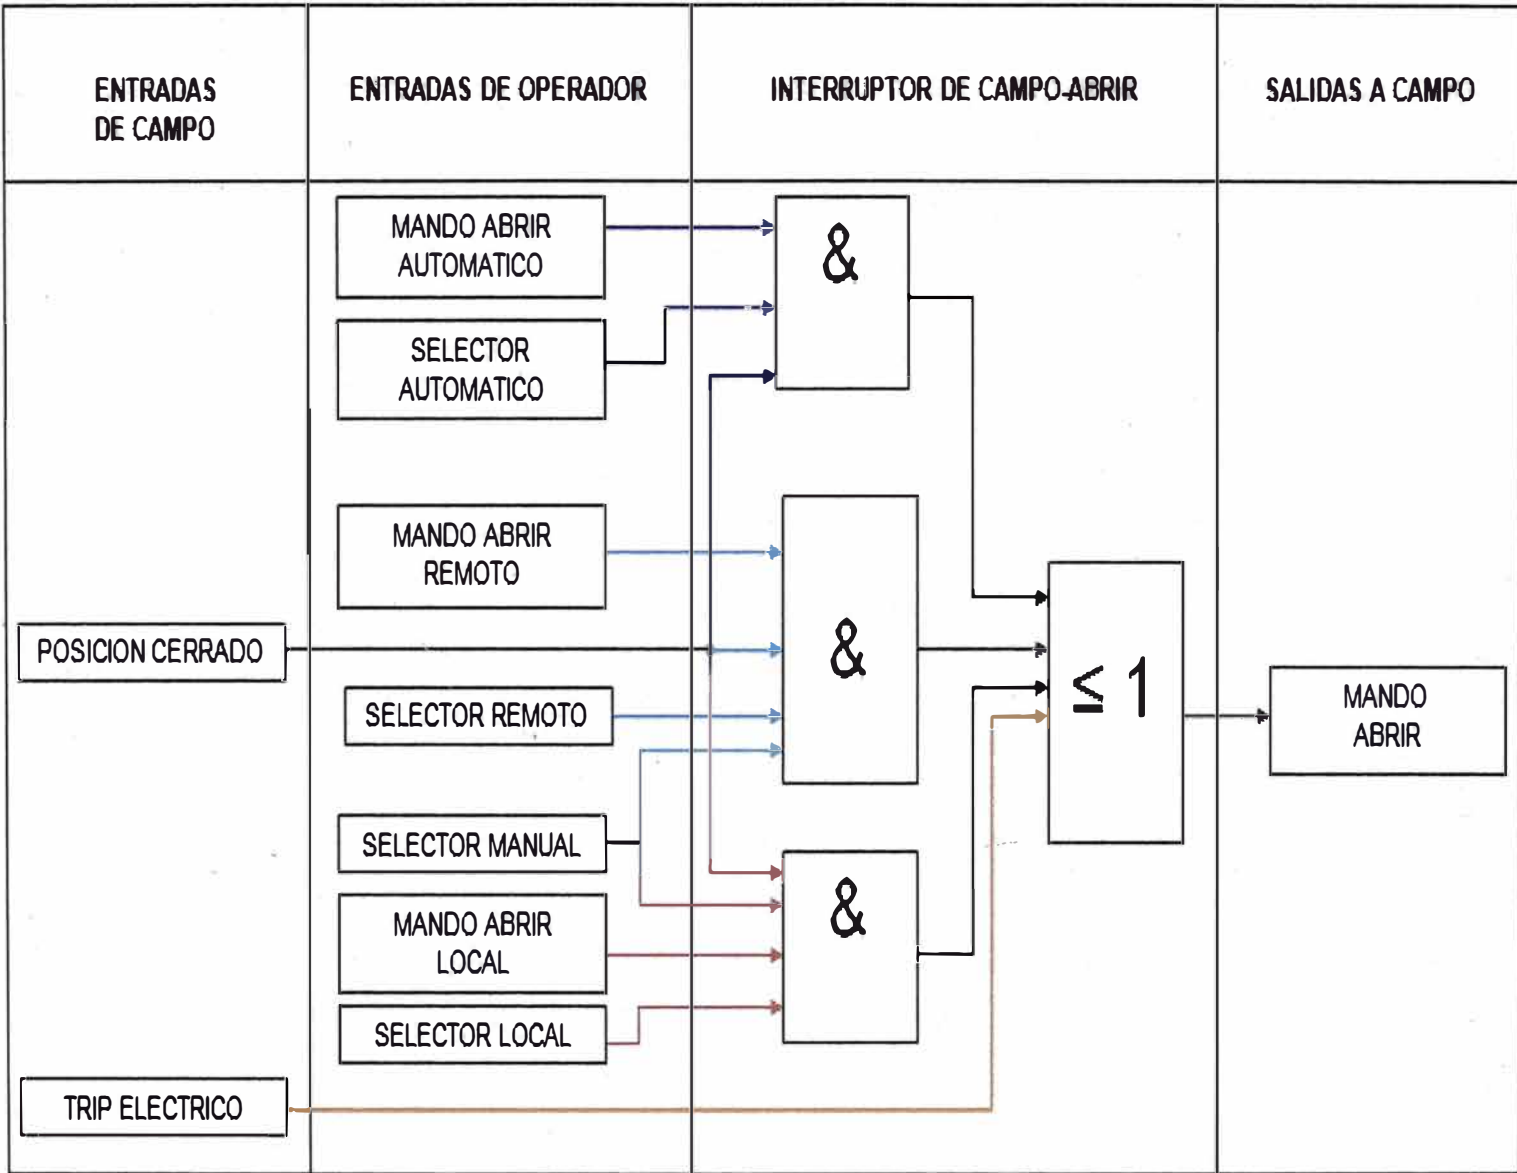 ENTRADAS
DE CAMPO
ENTRADAS DE OPERADOR
INTERRUPTOR DE CAMPO-ABRIR
SALIDAS A CAMPO
MANDO ABRIR
AUTOMATICO
&
SELECTOR
AUTOMATICO
MANDO ABRIR
REMOTO
POSICION CERRADO
&
SELECTOR REMOTO
≤ 1
MANDO
ABRIR
SELECTOR MANUAL
&
MANDO ABRIR
LOCAL
SELECTOR LOCAL
TRIP ELECTRICO